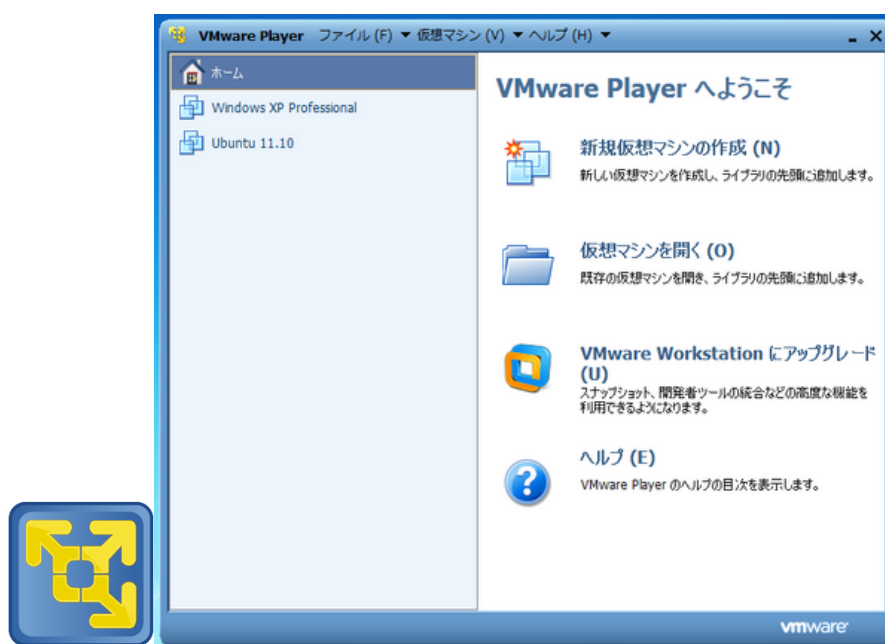 VMware Player ファイル (F) ▼ 仮想マシン (V) ▼ ヘルプ (H) ▼
ホーム
Windows XP Professional
Ubuntu 11.10
VMware Player へようこそ
新規仮想マシンの作成 (N)
新しい仮想マシンを作成し、ライブラリの先頭に追加します。
仮想マシンを開く (O)
既存の仮想マシンを開き、ライブラリの先頭に追加します。
VMware Workstation にアップグレード
(U)
スナップショット、開発者ツールの統合などの高度な機能を
利用できるようになります。
ヘルプ (E)
VMware Player のヘルプの目次を表示します。
vmware